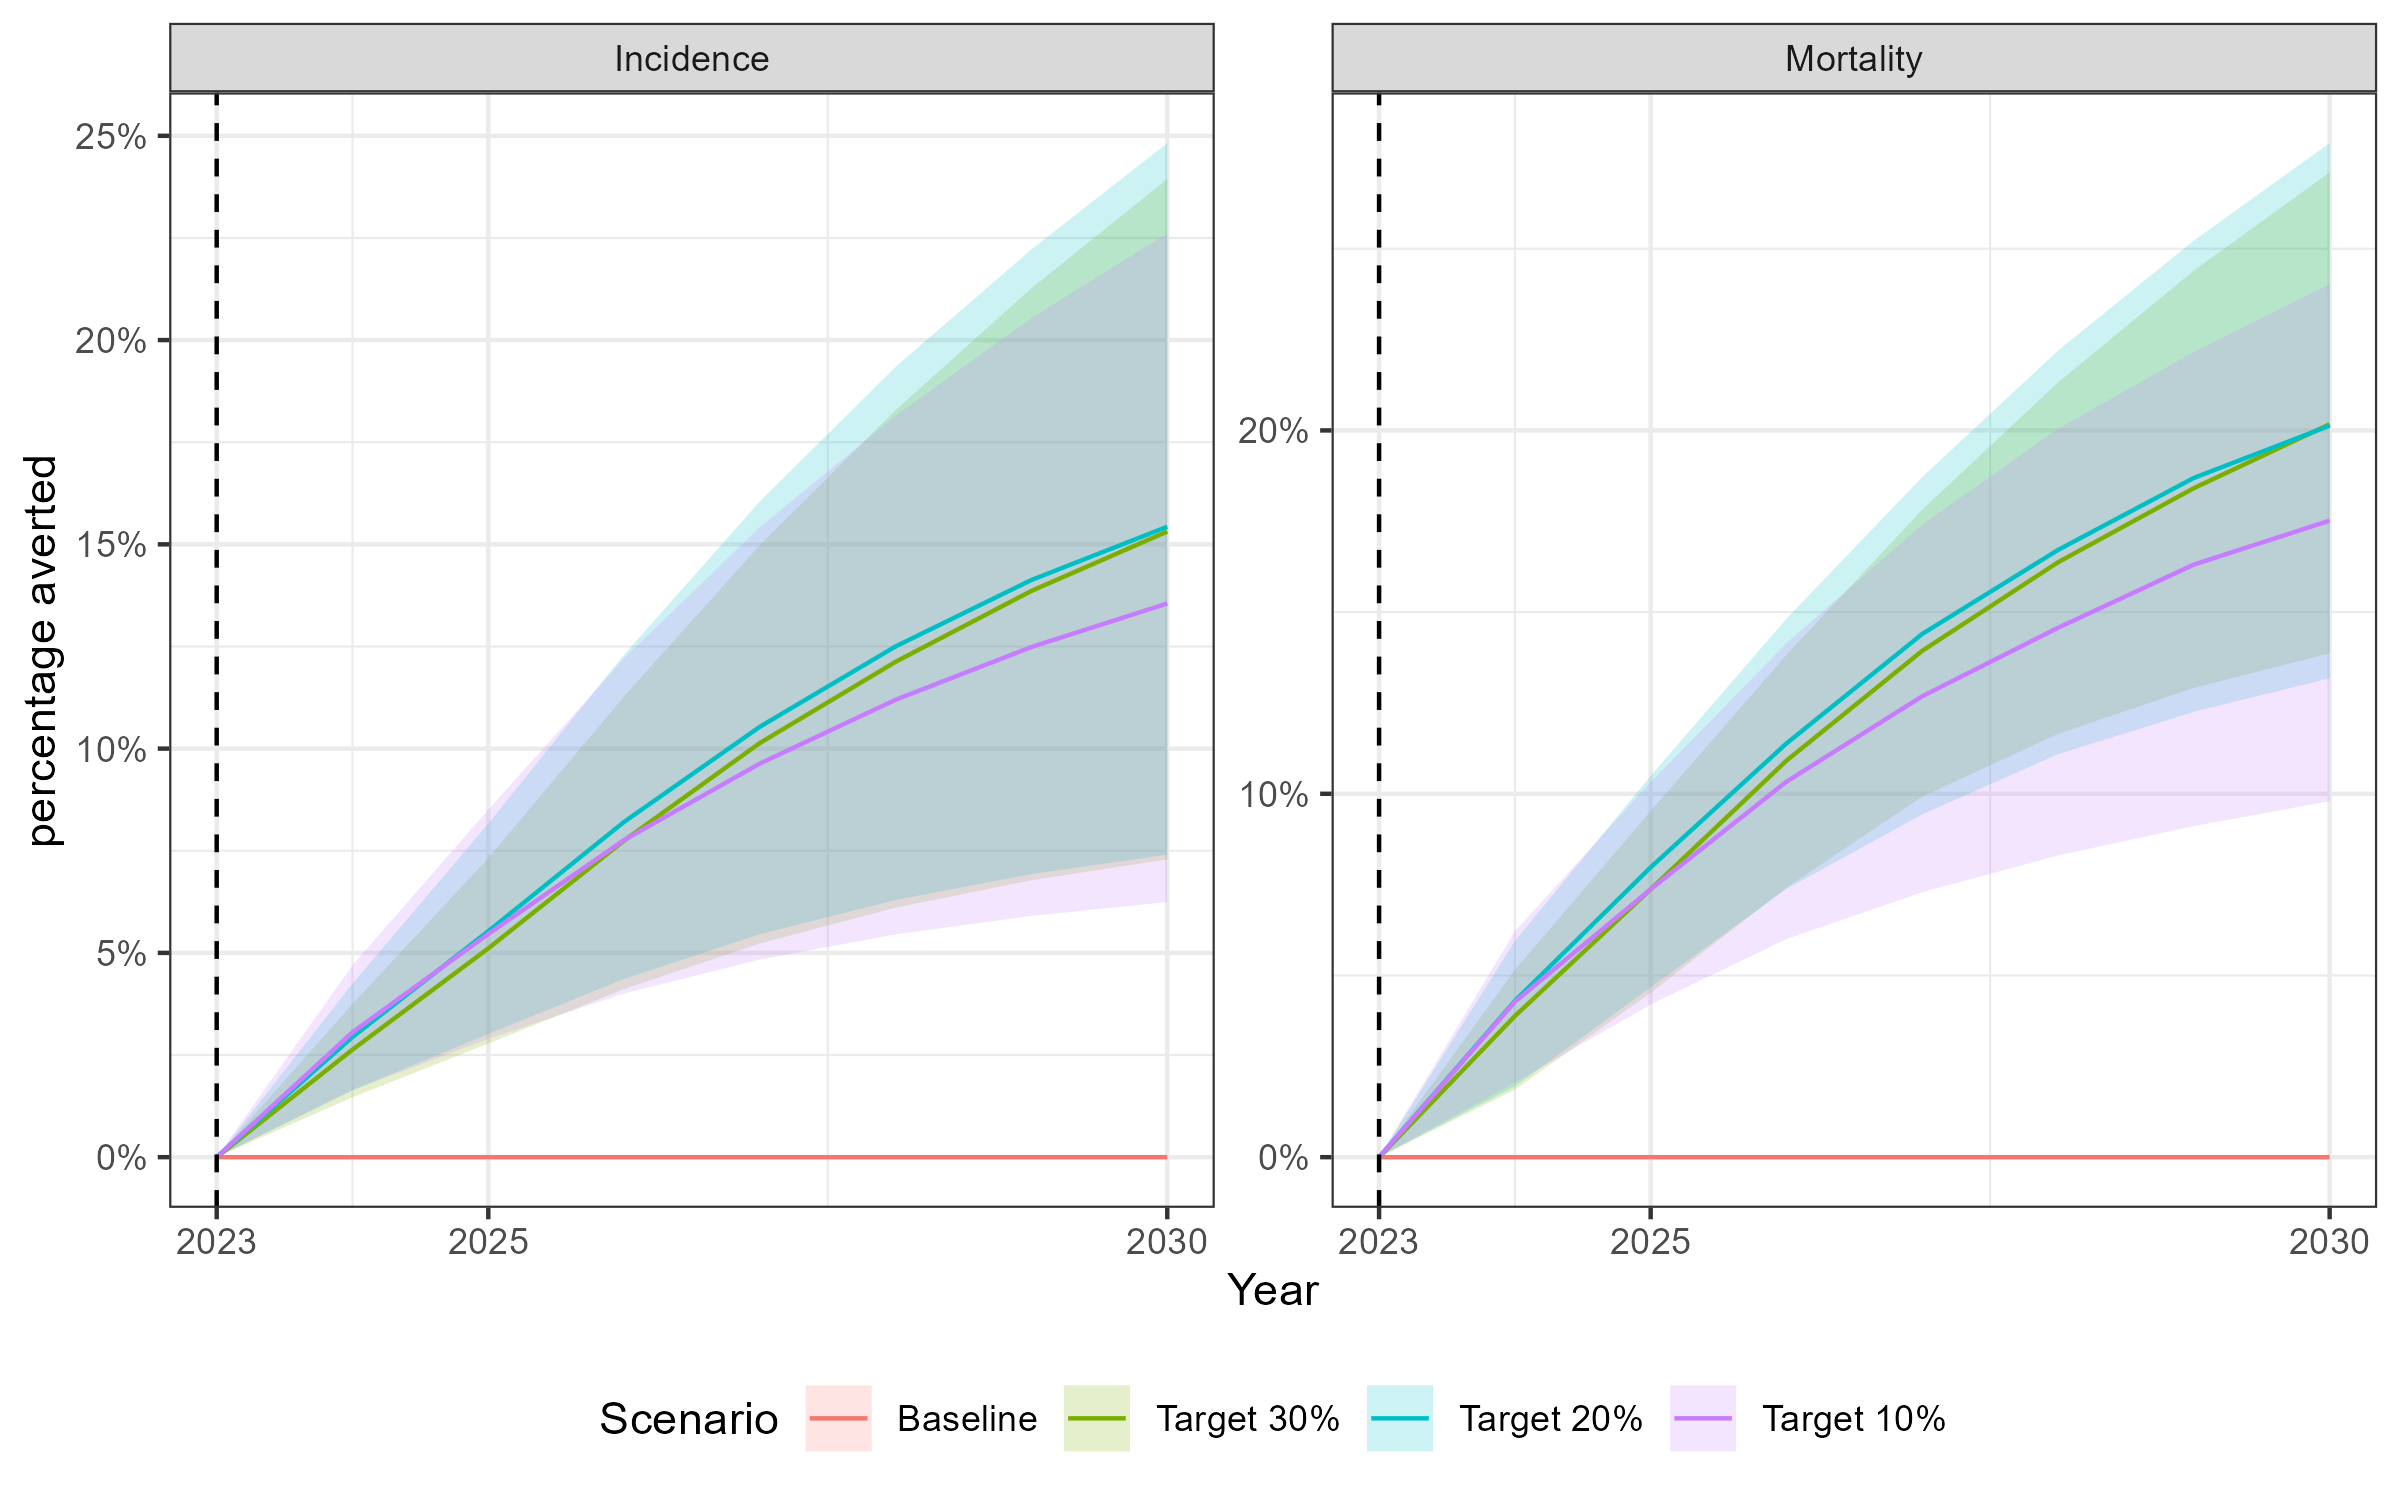 Incidence
Mortality
percentage averted
25%
20%
15%
10%
5%
0%
20%
10%
0%
2023 2025 2030
2023 2025 2030
Year
Scenario Baseline Target 30% Target 20% Target 10%